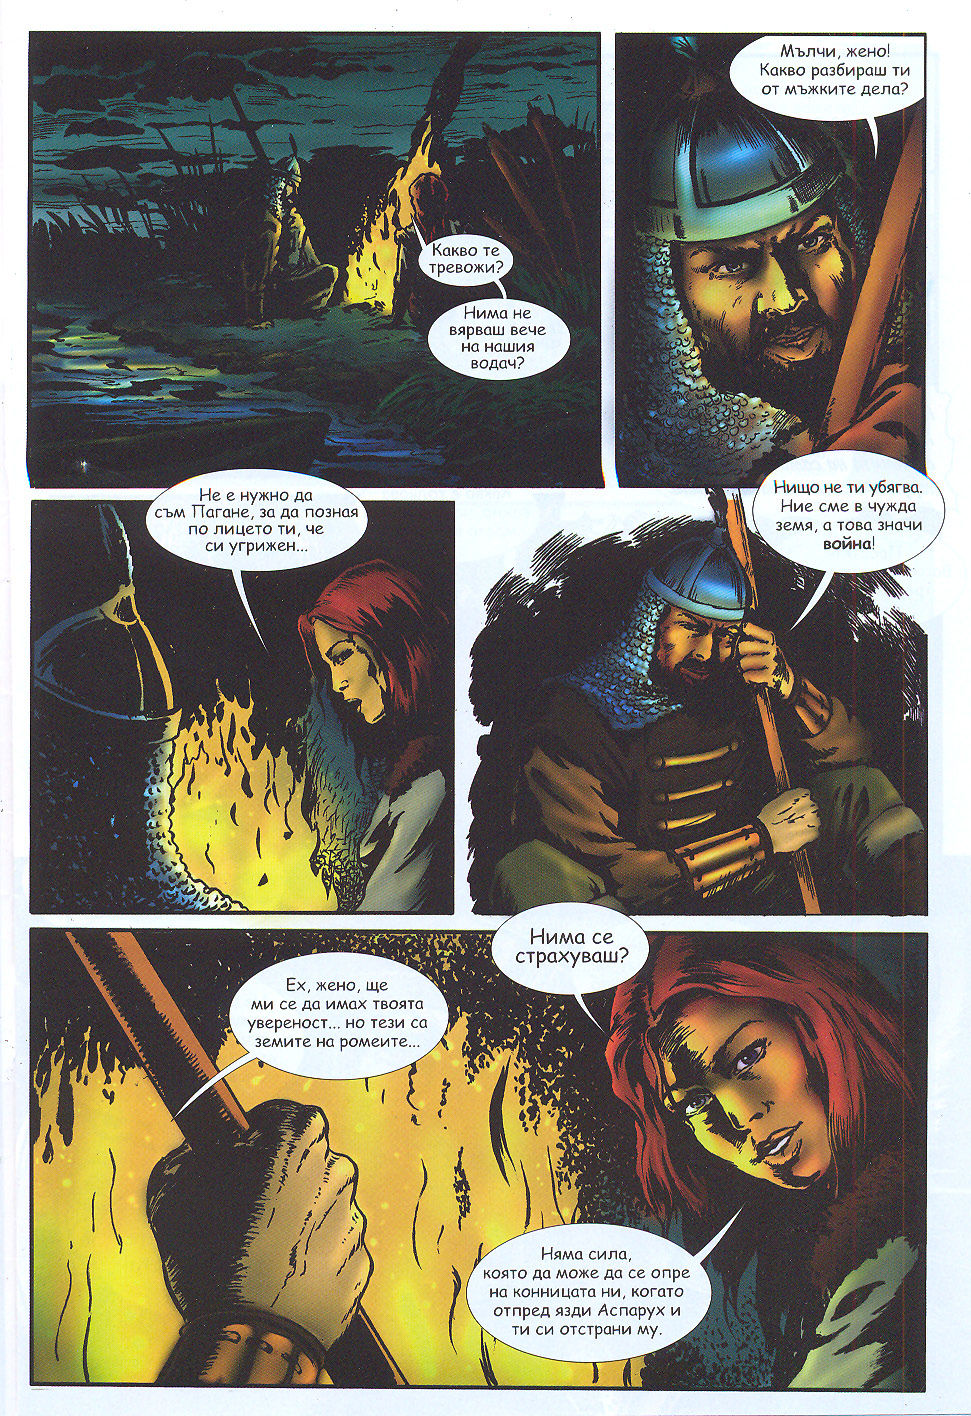 Какво те
тревожи?
Нима не
вярваш вече
на нашия
водач?
Мълчи, жено!
Какво разбираш ти
от мъжките дела?
Не е нужно да
съм Пагане, за да позная
по лицето ти, че
си угрижен...
Нищо не ти убягва.
Ние сме в чужда
земя, а това значи
война!
Ех, жено, ще
ми се да имах твоята
увереност... но тези са
земите на ромеите...
Нима се
страхуваш?
Няма сила,
която да може да се опре
на конницата ни, когато
отпред язди Аспарух и
ти си отстрани му.